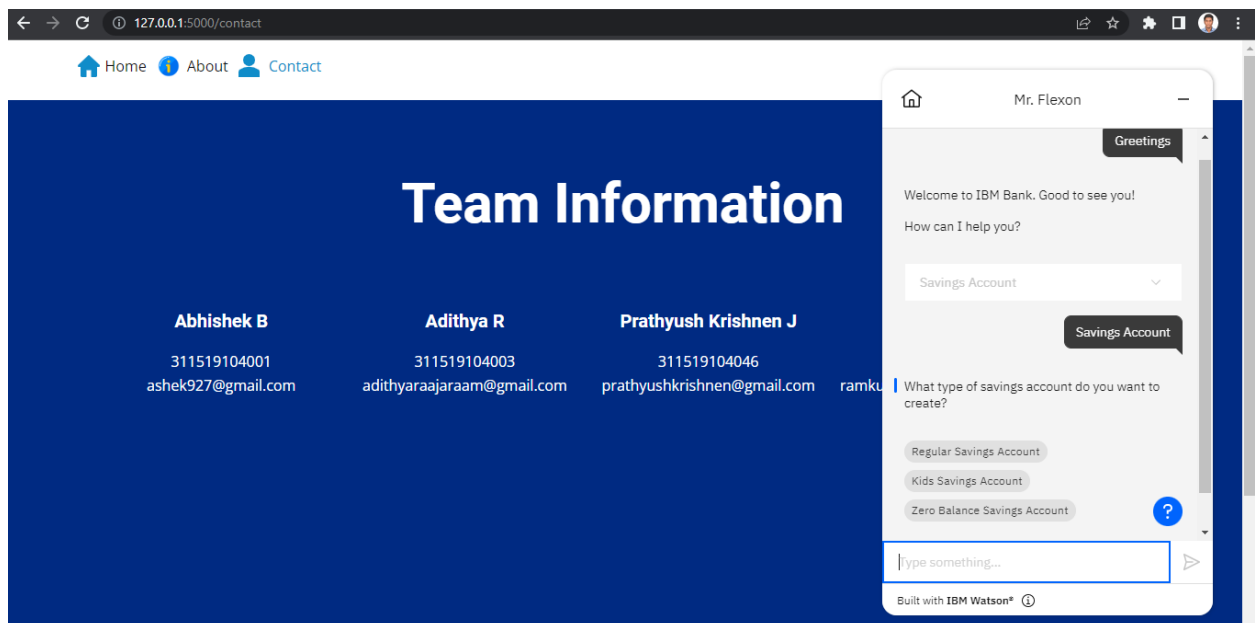 127.0.0.1:5000/contact
Home About Contact
Team Information
Abhishek B
311519104001
ashek927@gmail.com
Adithya R
311519104003
adithyaraajaraam@gmail.com
Prathyush Krishnen J
311519104046
prathyushkrishnen@gmail.com
ramku
Mr. Flexon
Greetings
Welcome to IBM Bank. Good to see you!
How can I help you?
Savings Account
Savings Account
What type of savings account do you want to
create?
Regular Savings Account
Kids Savings Account
Zero Balance Savings Account
?
Type something...
Built with IBM Watson®